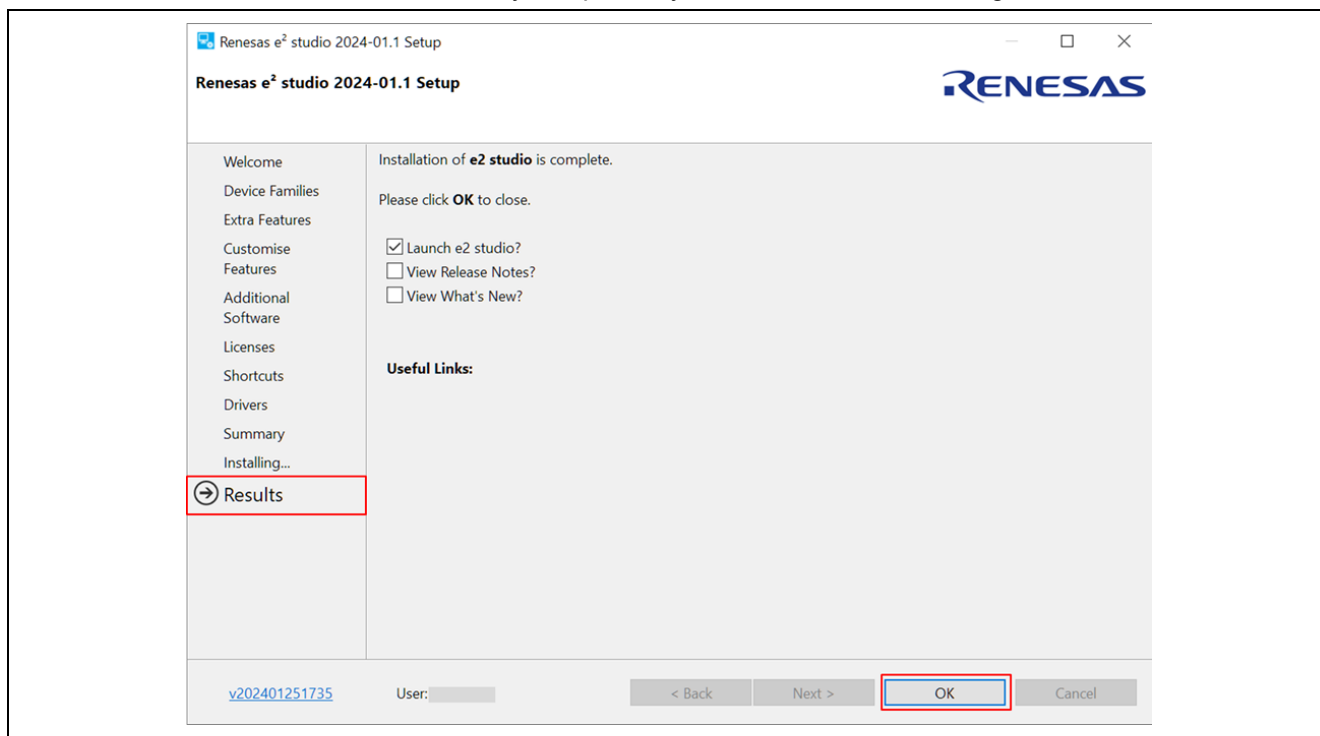 Renesas e² studio 2024-01.1 Setup
Renesas e² studio 2024-01.1 Setup
RENESAS
Welcome
Device Families
Extra Features
Customise
Features
Additional
Software
Licenses
Shortcuts
Drivers
Summary
Installing...
Results
Installation of e2 studio is complete.
Please click OK to close.
Launch e2 studio?
View Release Notes?
View What's New?
Useful Links:
v202401251735
User:
< Back
Next >
OK
Cancel